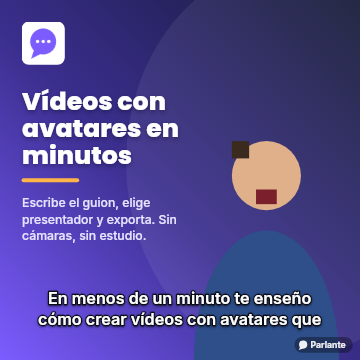 Vídeos con
avatares en
minutos
Escribe el guion, elige
presentador y exporta. Sin
cámaras, sin estudio.
En menos de un minuto te enseño
cómo crear vídeos con avatares que
Parlante